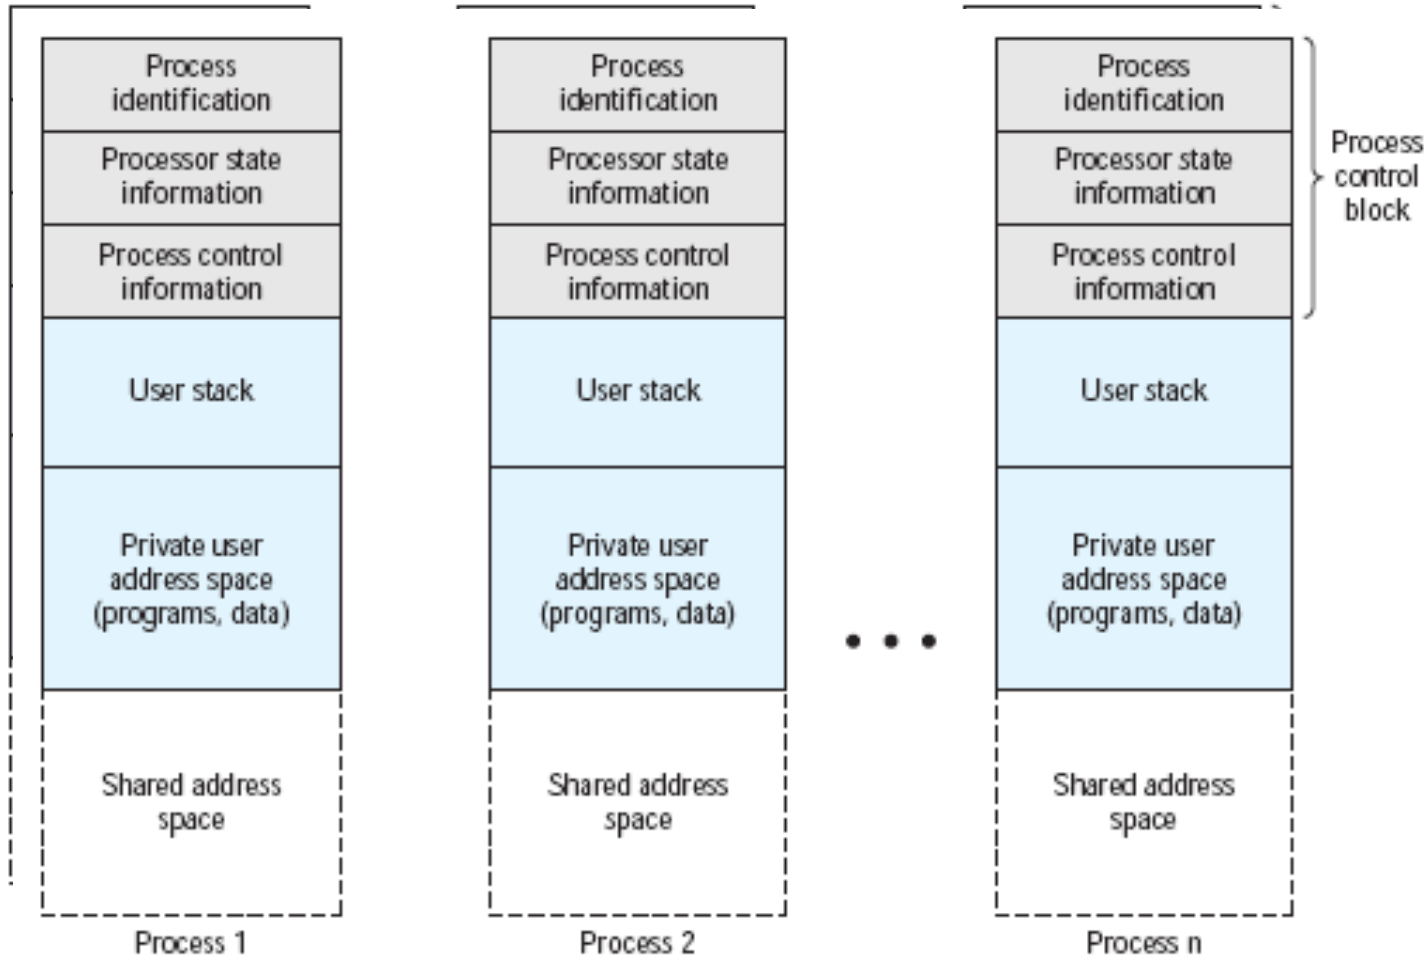 Process
identification
Processor state
information
Process control
information
User stack
Private user
address space
(programs, data)
Shared address
space
Process 1
Process
identification
Processor state
information
Process control
information
User stack
Private user
address space
(programs, data)
Shared address
space
Process 2
Process
identification
Processor state
information
Process control
information
User stack
Private user
address space
(programs, data)
Shared address
space
Process n
Process
control
block